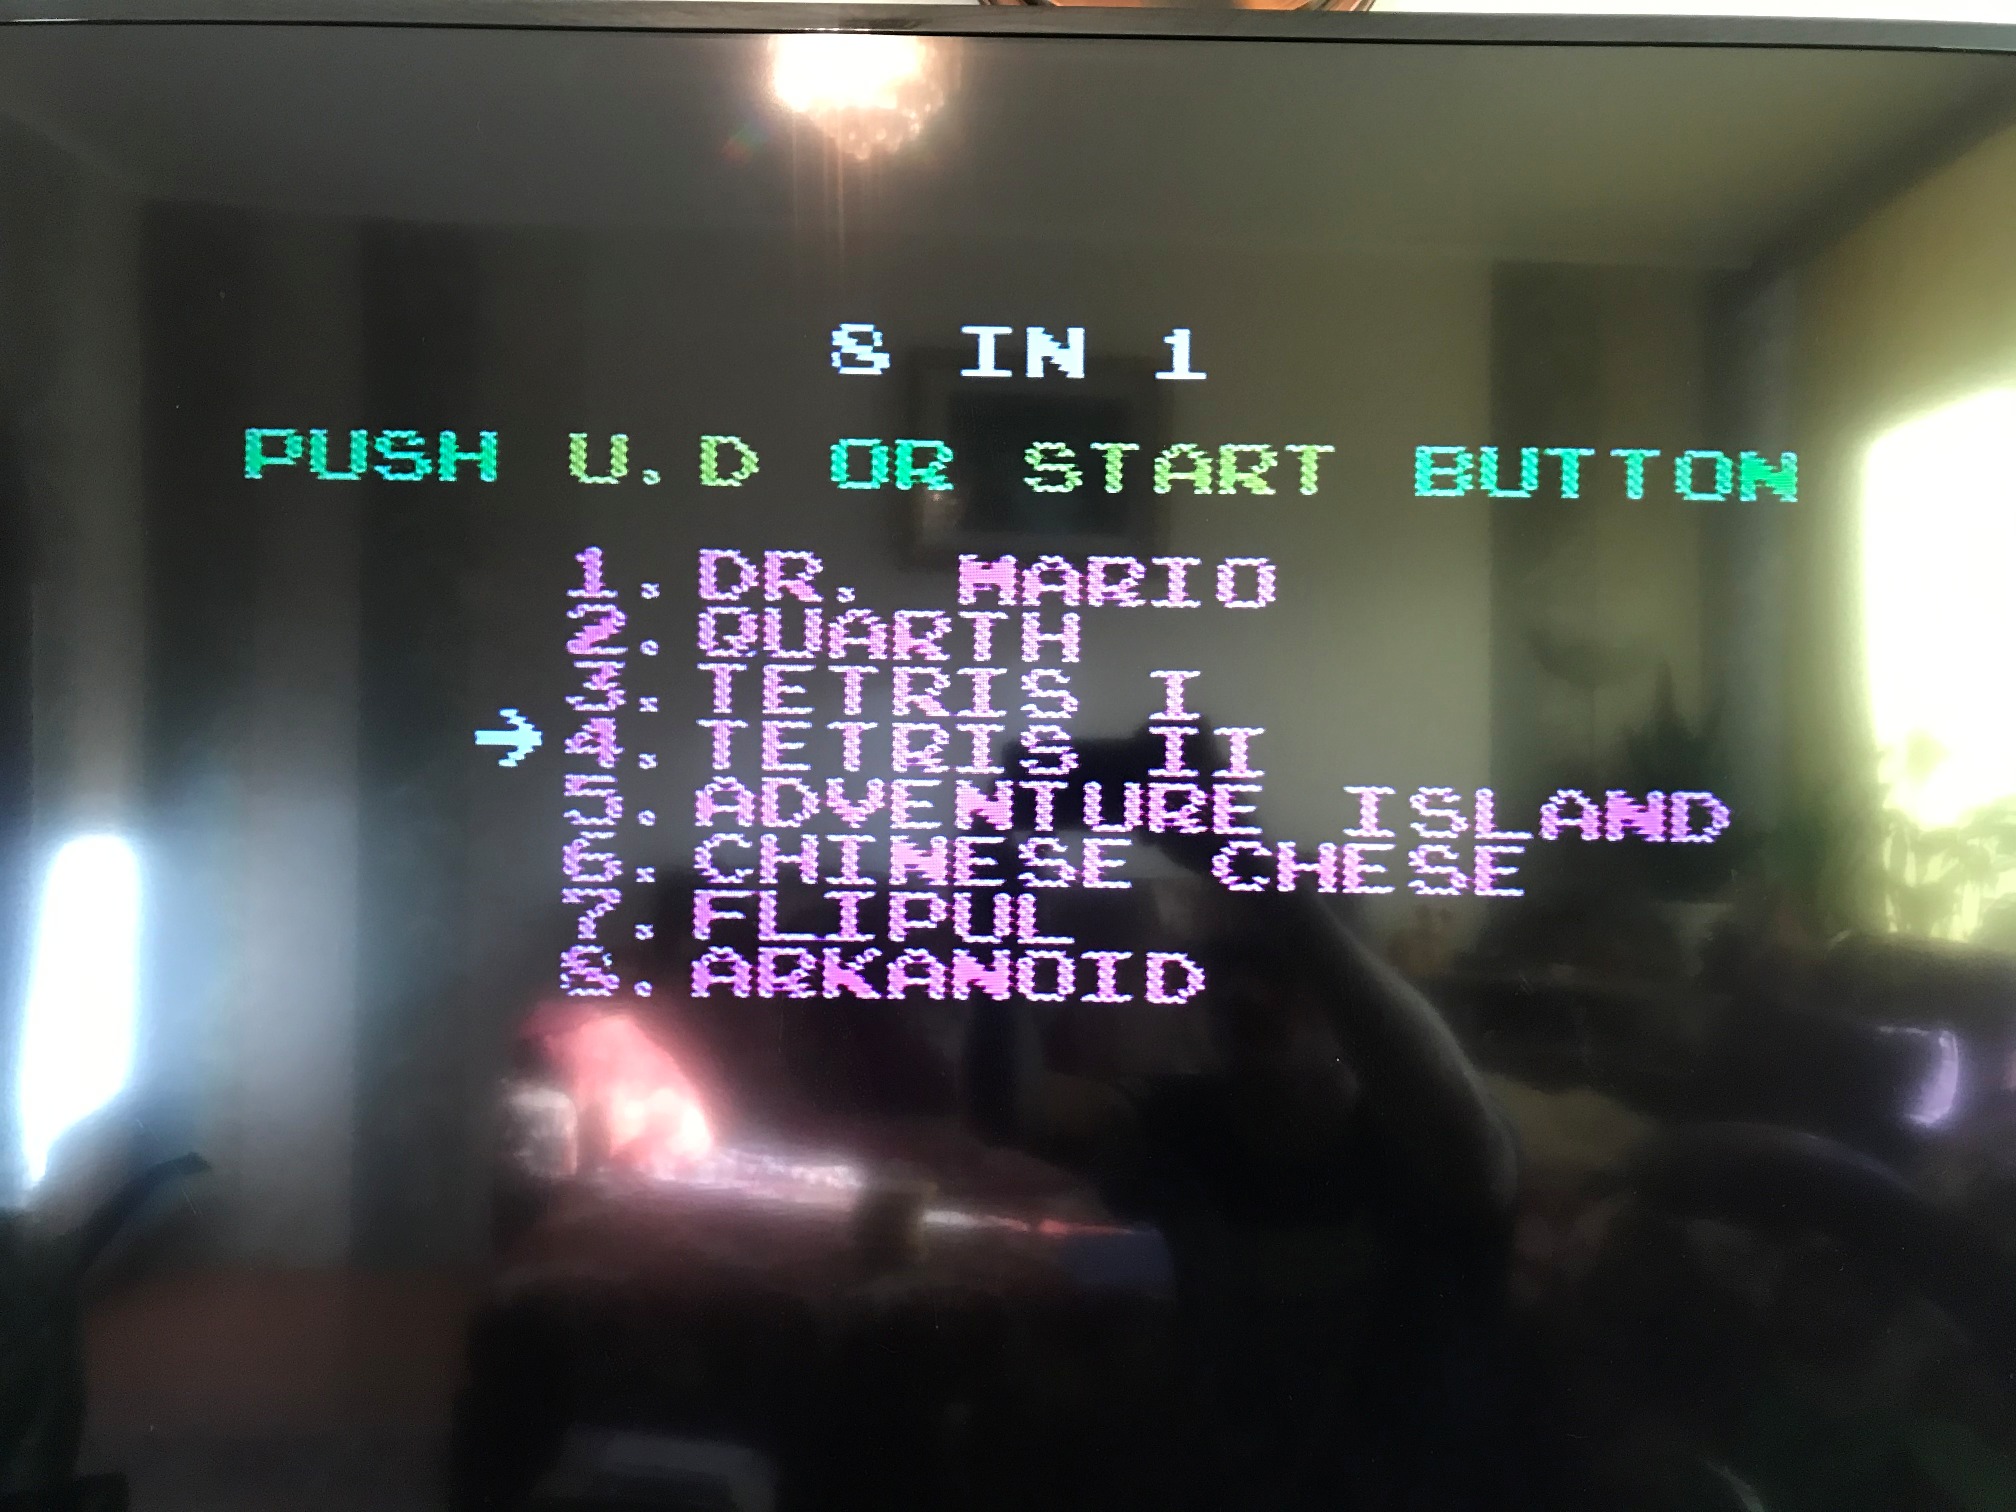 8 IN 1
PUSH U.D OR START BUTTON
1. DR. MARIO
2. QUARTH
3. TETRIS I
→ 4. TETRIS II
5. ADVENTURE ISLAND
6. CHINESE CHESE
7. FLIPUL
8. ARKANOID